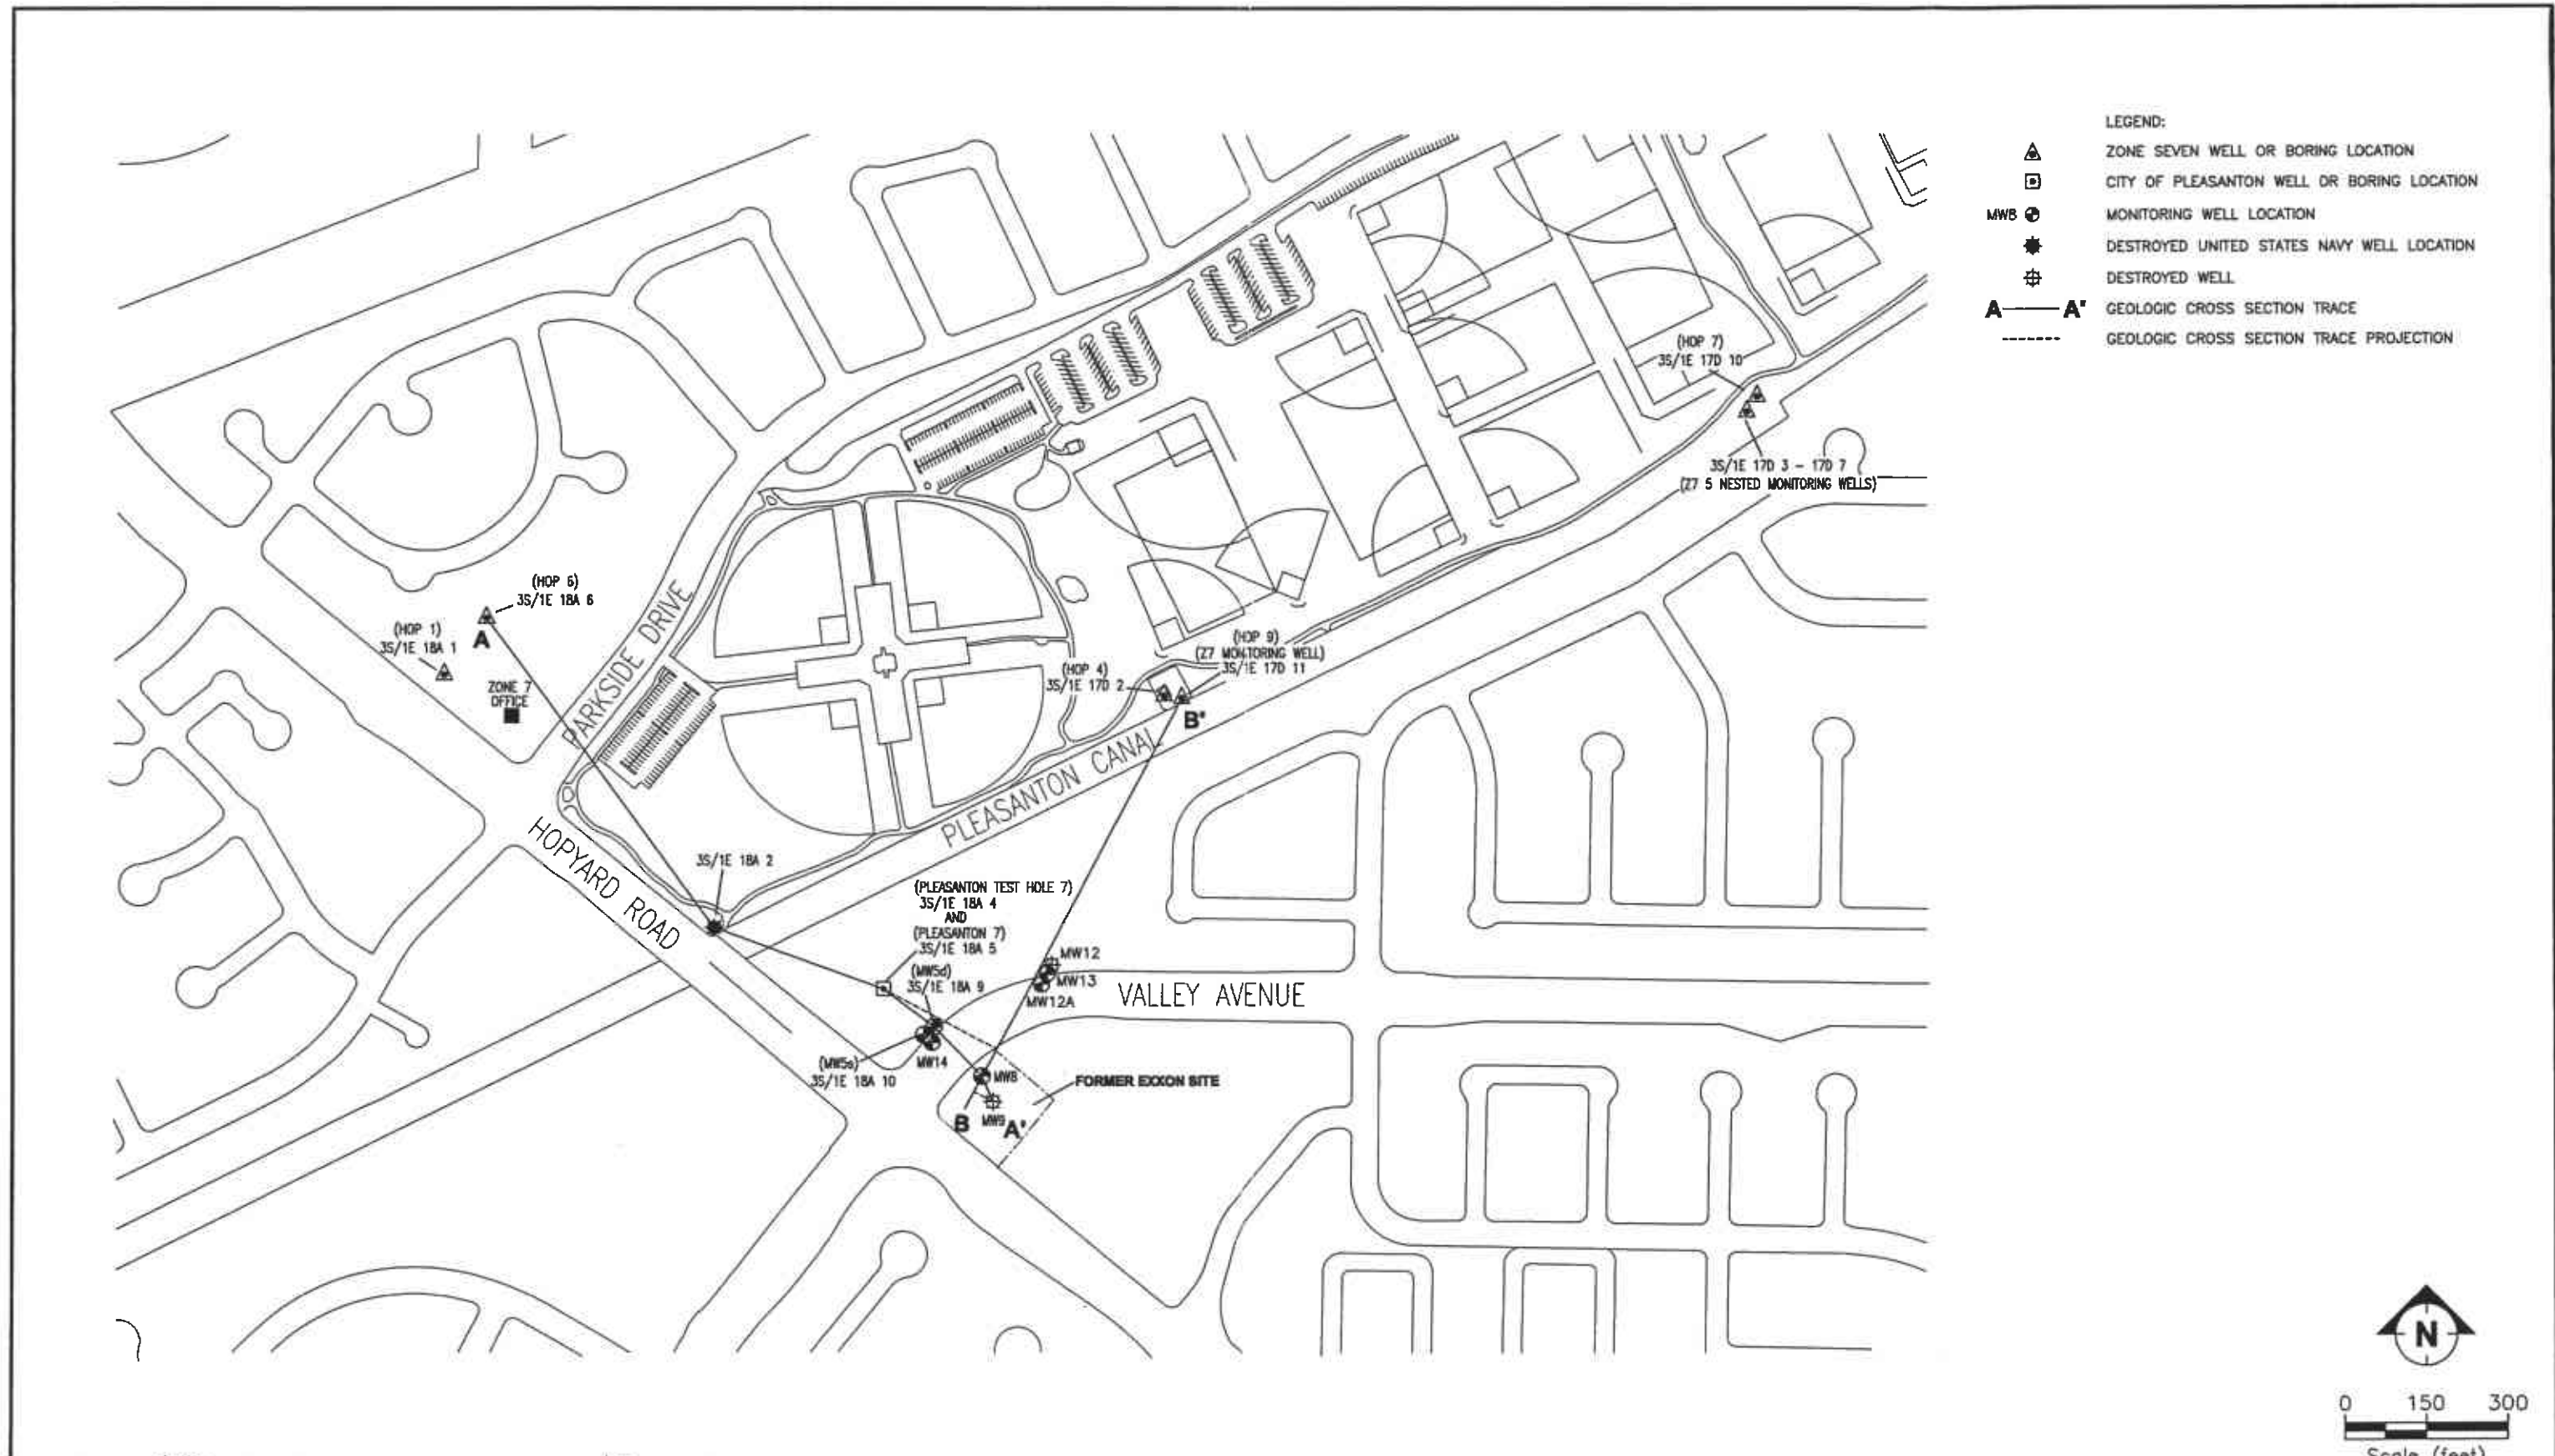 LEGEND:
ZONE SEVEN WELL OR BORING LOCATION
CITY OF PLEASANTON WELL OR BORING LOCATION
MW8 MONITORING WELL LOCATION
DESTROYED UNITED STATES NAVY WELL LOCATION
DESTROYED WELL
A A' GEOLOGIC CROSS SECTION TRACE
GEOLOGIC CROSS SECTION TRACE PROJECTION
(HOP 7)
3S/1E 17D 10
3S/1E 17D 3 - 17D 7
(Z7 5 NESTED MONITORING WELLS)
(HOP 6)
3S/1E 18A 6
A
(HOP 1)
3S/1E 18A 1
ZONE 7
OFFICE
PARKSIDE DRIVE
(HOP 9)
(Z7 MONITORING WELL)
3S/1E 17D 11
(HOP 4)
3S/1E 17D 2
B'
PLEASANTON CANAL
HOPYARD ROAD
3S/1E 18A 2
(PLEASANTON TEST HOLE 7)
3S/1E 18A 4
AND
(PLEASANTON 7)
3S/1E 18A 5
(MW5d)
3S/1E 18A 9
MW12
MW13
MW12A
VALLEY AVENUE
(MW5s)
3S/1E 18A 10
MW14
MW8
FORMER EXXON SITE
B
MW9
A'
N
0 150 300
Scale (feet)